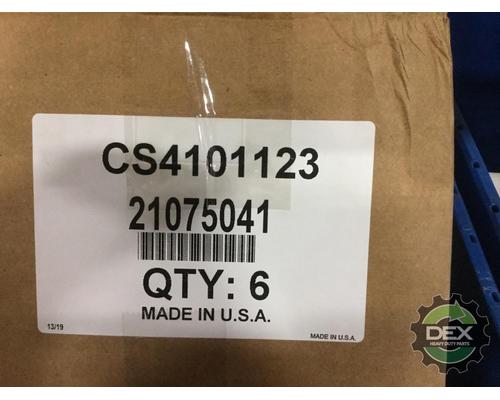 CS4101123
21075041
QTY: 6
MADE IN U.S.A.
13/19
MADE IN U.S.A.
DEX
HEAVY DUTY PARTS